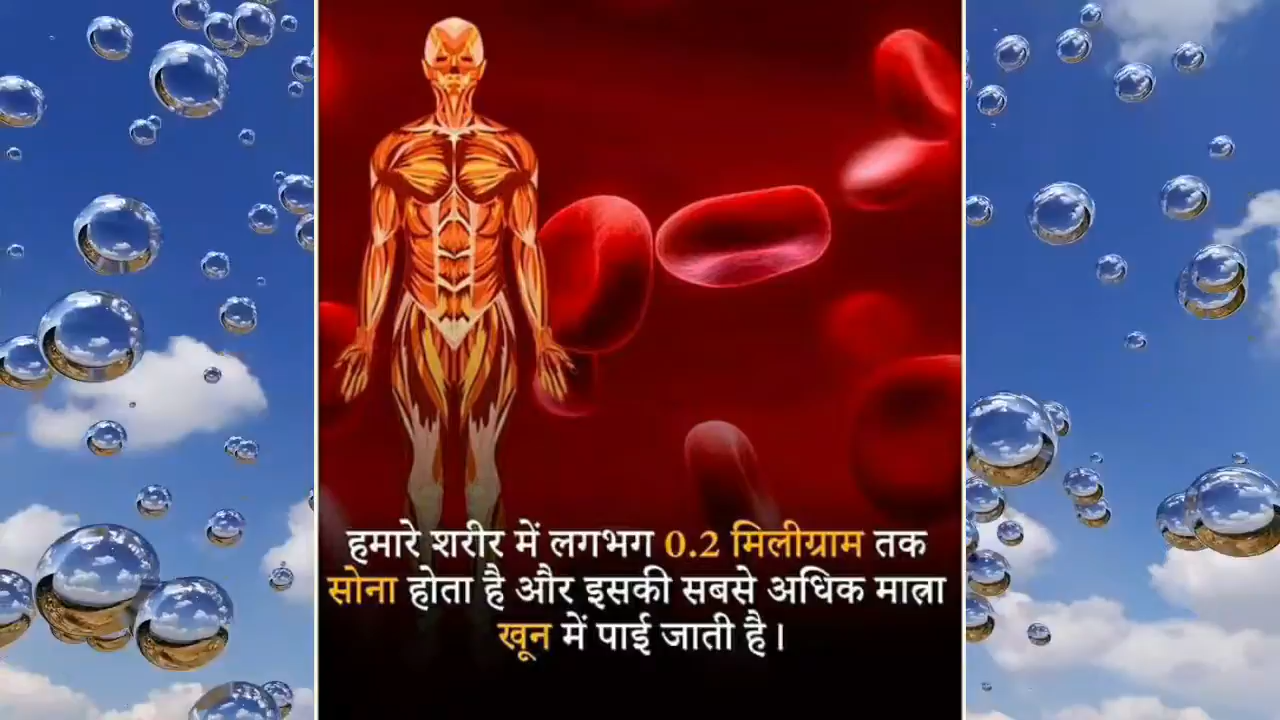 हमारे शरीर में लगभग 0.2 मिलीग्राम तक
सोना होता है और इसकी सबसे अधिक मात्रा
खून में पाई जाती है।